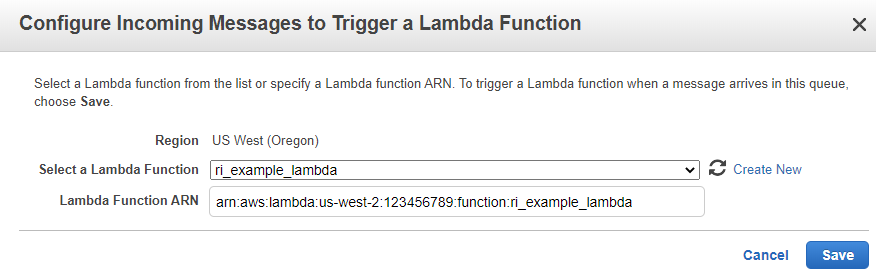 Configure Incoming Messages to Trigger a Lambda Function
Select a Lambda function from the list or specify a Lambda function ARN. To trigger a Lambda function when a message arrives in this queue,
choose Save.
Region US West (Oregon)
Select a Lambda Function ri_example_lambda Create New
Lambda Function ARN arn:aws:lambda:us-west-2:123456789:function:ri_example_lambda
Cancel Save